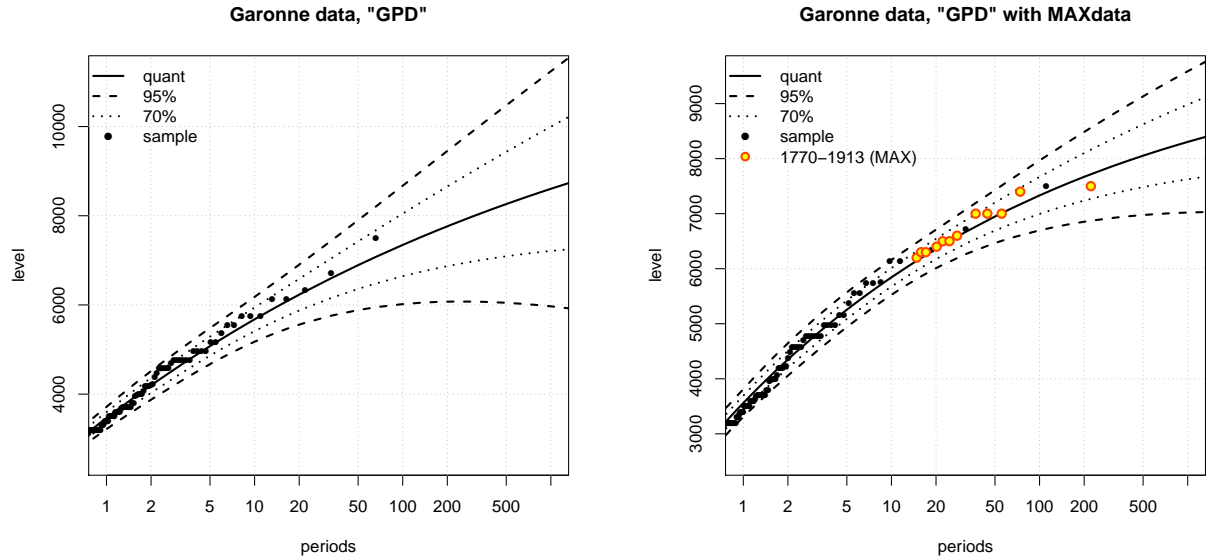 Garonne data, "GPD"
quant
95%
70%
sample
level
4000
6000
8000
10000
1 2 5 10 20 50 100 200 500
periods
Garonne data, "GPD" with MAXdata
quant
95%
70%
sample
1770–1913 (MAX)
level
3000
4000
5000
6000
7000
8000
9000
1 2 5 10 20 50 100 200 500
periods